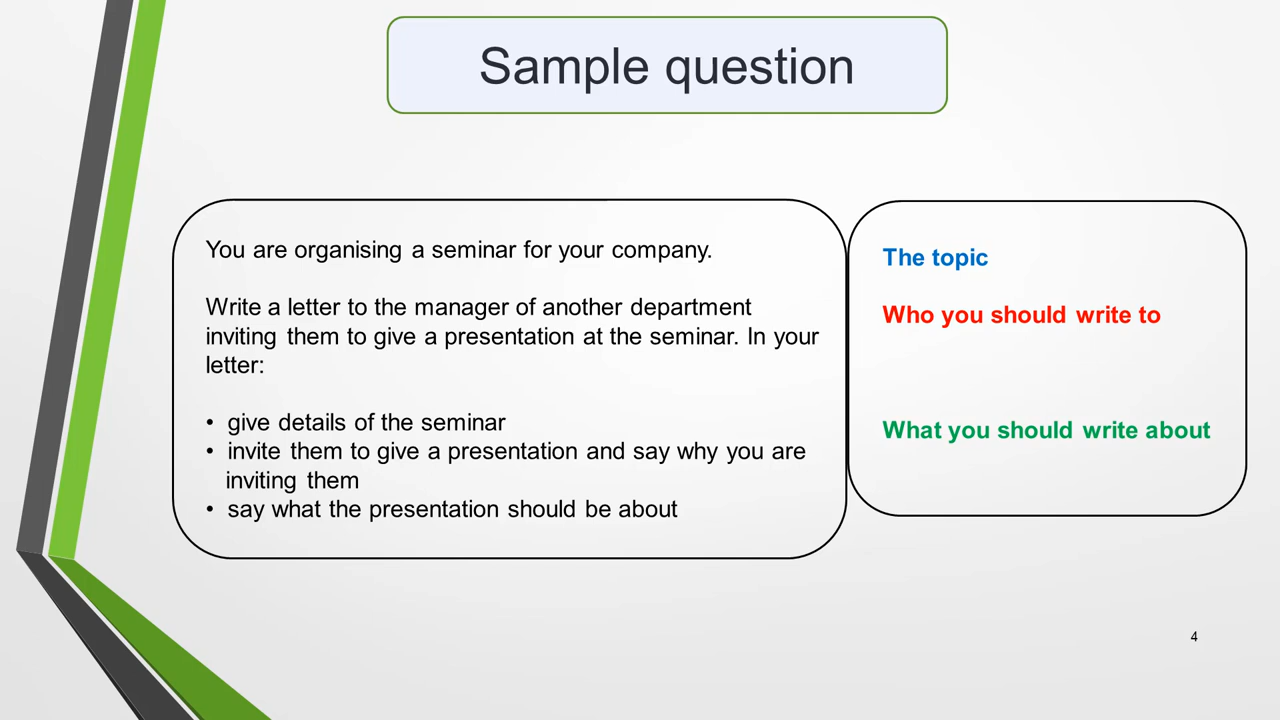 Sample question
You are organising a seminar for your company.
Write a letter to the manager of another department
inviting them to give a presentation at the seminar. In your
letter:
• give details of the seminar
• invite them to give a presentation and say why you are
inviting them
• say what the presentation should be about
The topic
Who you should write to
What you should write about
4